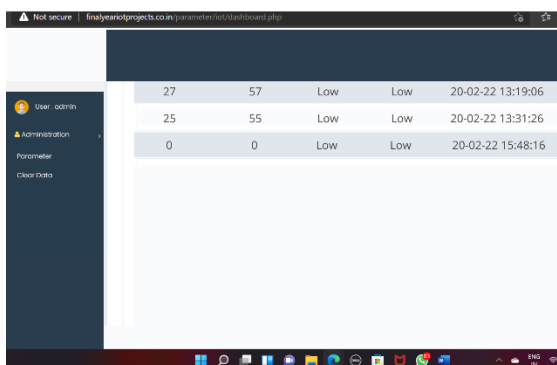 Not secure | finalyeariotprojects.co.in/parameter/iot/dashboard.php
27 57 Low Low 20-02-22 13:19:06
User : admin
25 55 Low Low 20-02-22 13:31:26
Administration
0 0 Low Low 20-02-22 15:48:16
Parameter
Clear Data
ENG